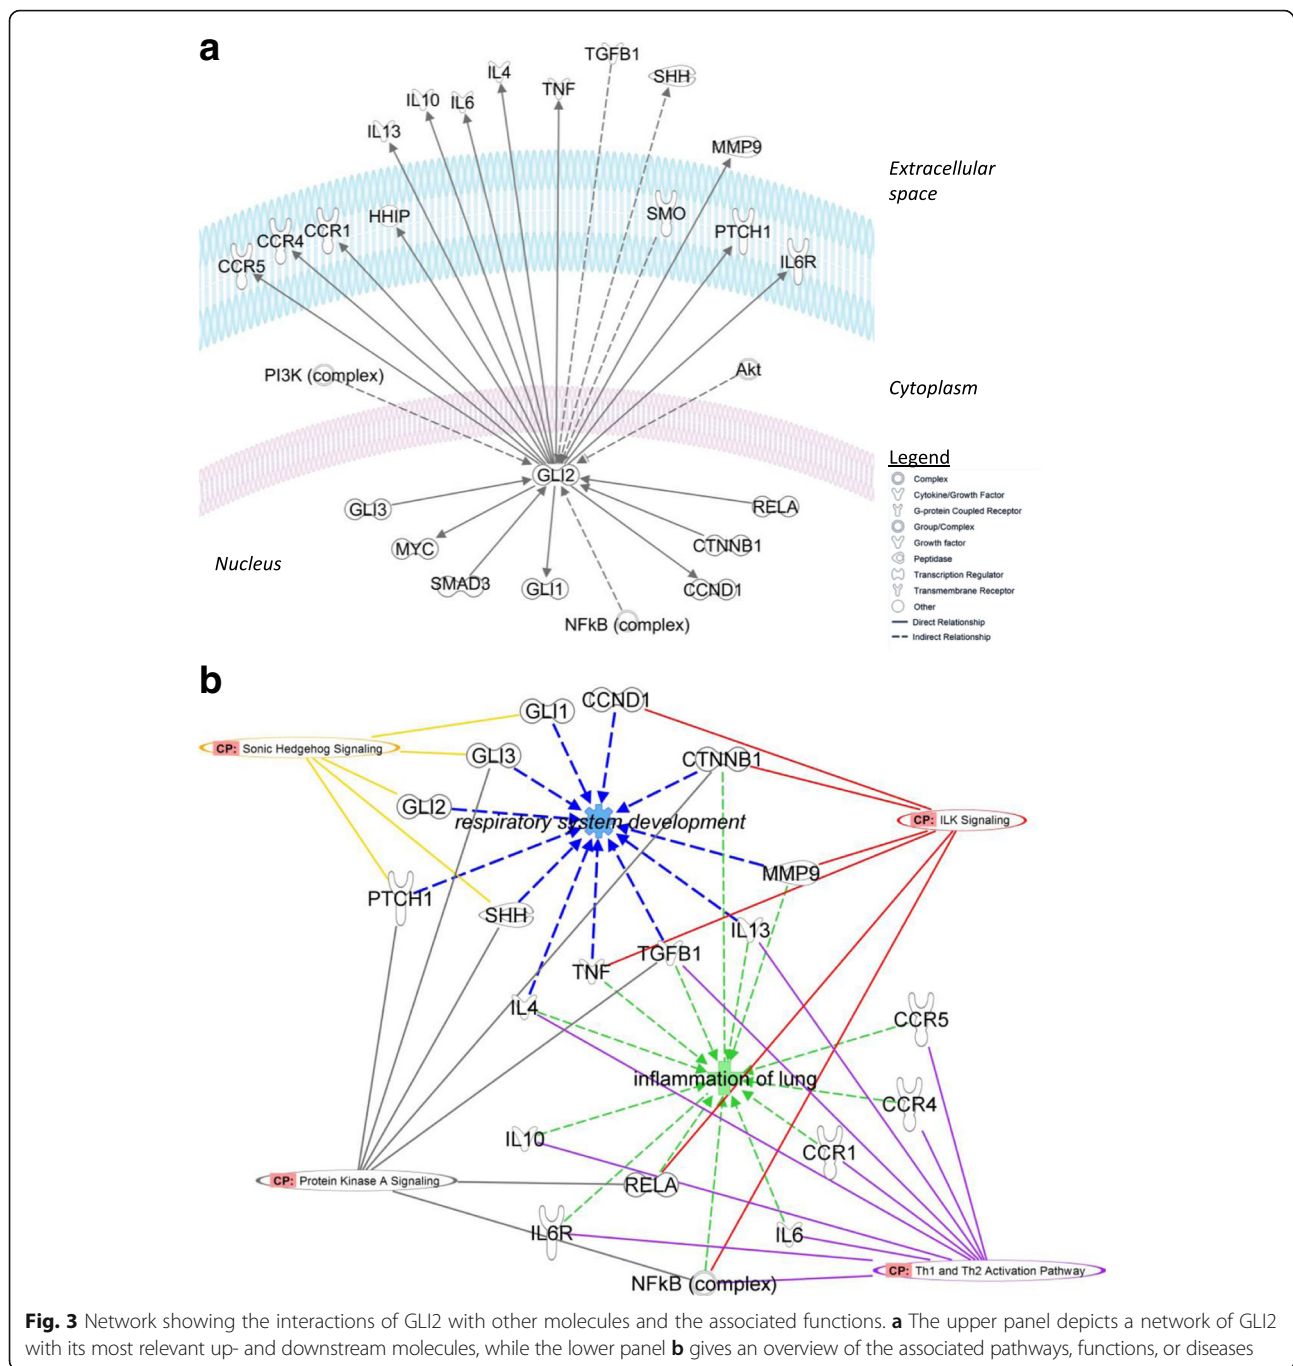 a
TGFB1
IL4
SHH
TNF
IL10
IL6
IL13
MMP9
Extracellular
space
SMO
HHIP
CCR1
PTCH1
CCR4
IL6R
CCR5
PI3K (complex)
Akt
Cytoplasm
Legend
GLI2
Complex
Cytokine/Growth Factor
GLI3
RELA
G-protein Coupled Receptor
Group/Complex
MYC
CTNNB1
Growth factor
Nucleus
Peptidase
Transcription Regulator
SMAD3
GLI1
CCND1
Transmembrane Receptor
Other
NFkB (complex)
Direct Relationship
Indirect Relationship
b
CCND1
GLI1
CP: Sonic Hedgehog Signaling
GLI3
CTNNB1
GLI2
respiratory system development
CP: ILK Signaling
MMP9
PTCH1
SHH
IL13
TGFB1
TNF
IL4
CCR5
inflammation of lung
CCR4
IL10
CCR1
CP: Protein Kinase A Signaling
RELA
IL6R
IL6
CP: Th1 and Th2 Activation Pathway
NFkB (complex)
Fig. 3 Network showing the interactions of GLI2 with other molecules and the associated functions. a The upper panel depicts a network of GLI2
with its most relevant up- and downstream molecules, while the lower panel b gives an overview of the associated pathways, functions, or diseases